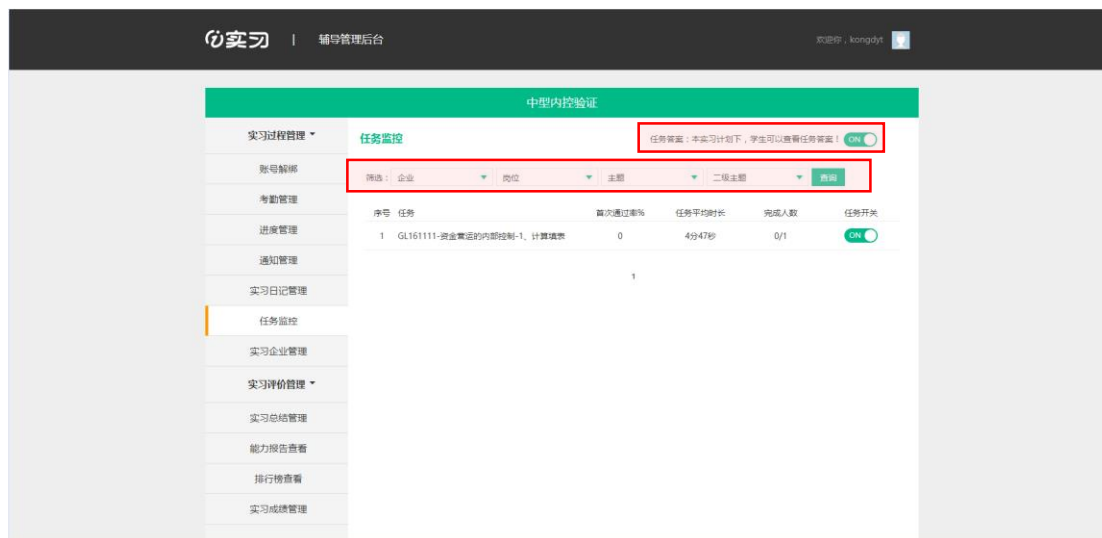 i实习 | 辅导管理后台 欢迎你，kongdyt
中型内控验证
实习过程管理
账号解绑
考勤管理
进度管理
通知管理
实习日记管理
任务监控
实习企业管理
实习评价管理
实习总结管理
能力报告查看
排行榜查看
实习成绩管理
任务监控 任务答案：本实习计划下，学生可以查看任务答案！ ON
筛选： 企业 岗位 主题 二级主题 查询
序号 任务 首次通过率% 任务平均时长 完成人数 任务开关
1 GL161111-资金营运的内部控制-1、计算填表 0 4分47秒 0/1 ON
1